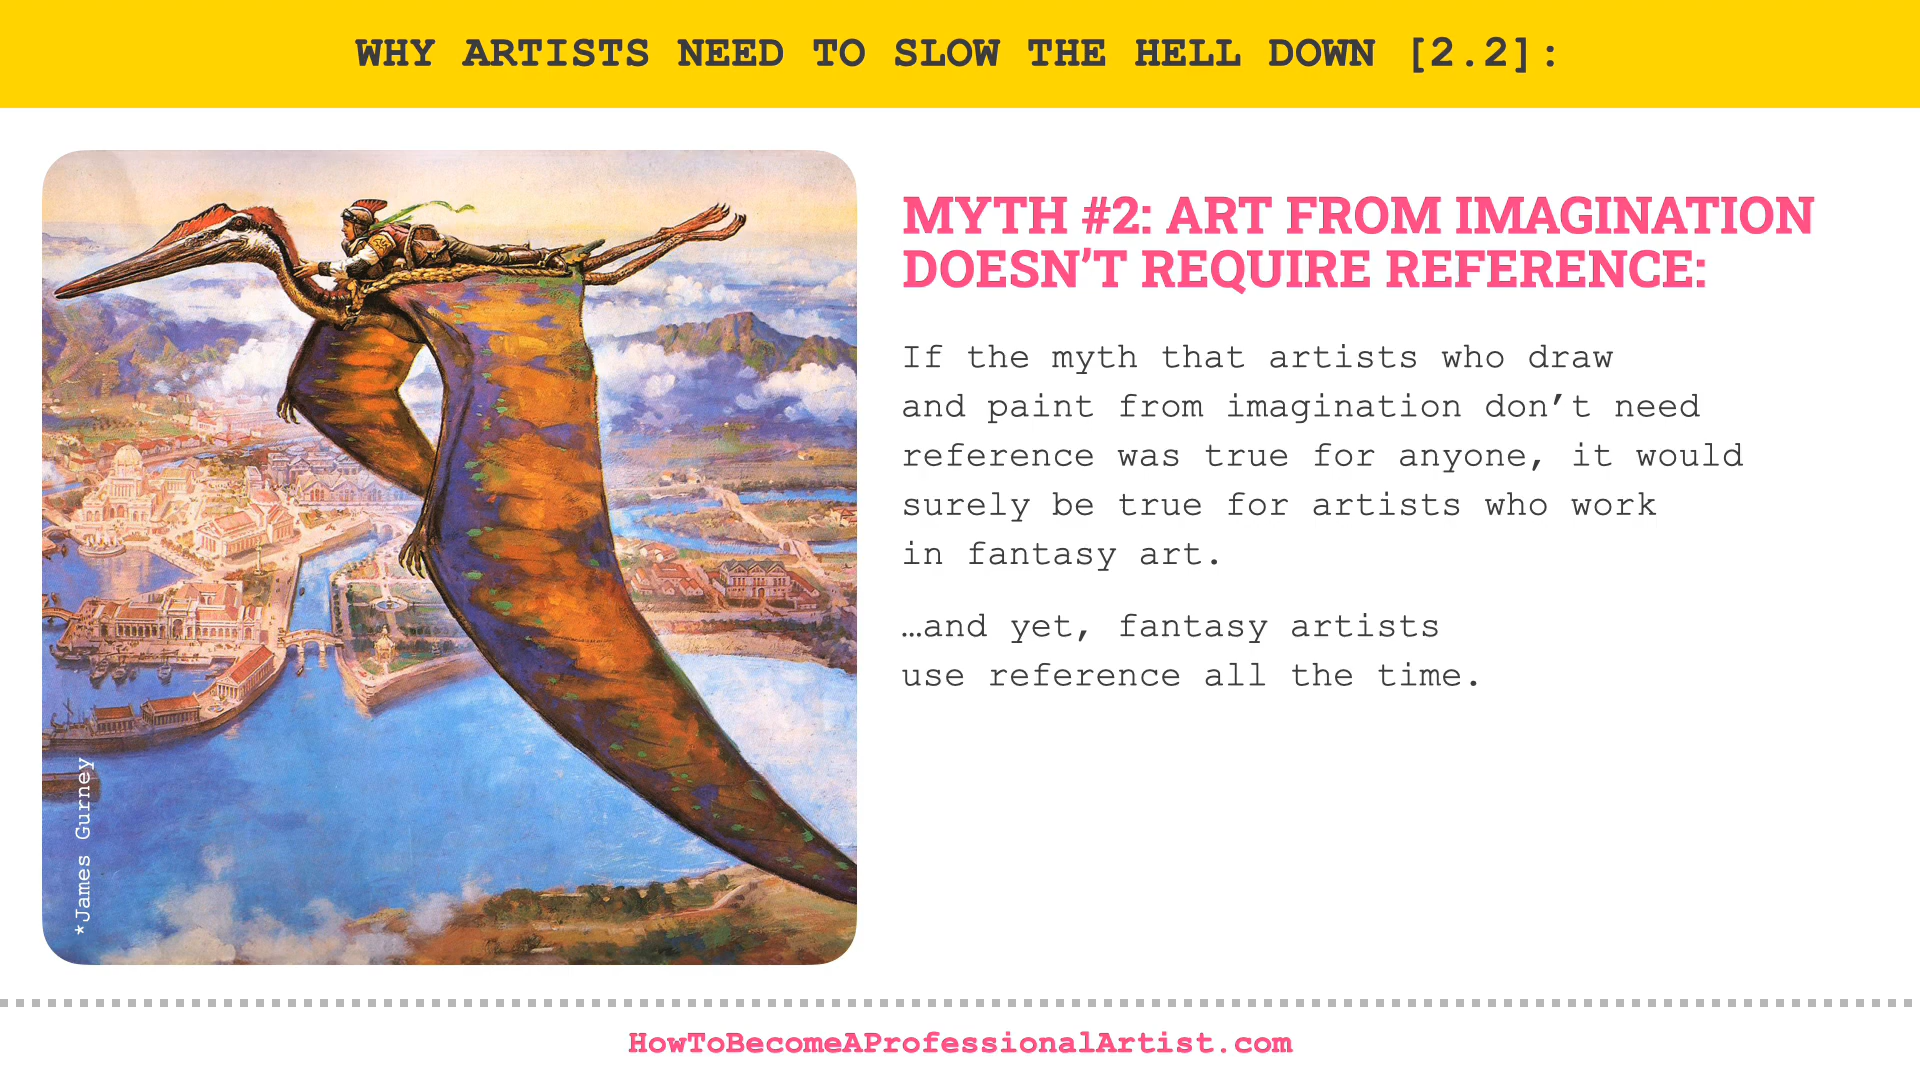 WHY ARTISTS NEED TO SLOW THE HELL DOWN [2.2]:
*James Gurney
MYTH #2: ART FROM IMAGINATION
DOESN’T REQUIRE REFERENCE:
If the myth that artists who draw
and paint from imagination don’t need
reference was true for anyone, it would
surely be true for artists who work
in fantasy art.
…and yet, fantasy artists
use reference all the time.
HowToBecomeAProfessionalArtist.com